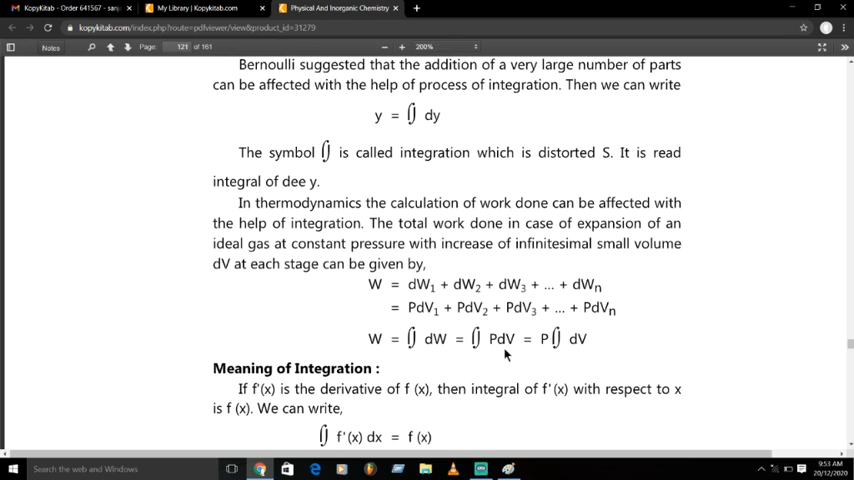 KopyKitab - Order 641567 - sanj
My Library | Kopykitab.com
Physical And Inorganic Chemistry
kopykitab.com/index.php?route=pdfviewer/view&product_id=31279
Notes
Page: 121 of 161
200%
Bernoulli suggested that the addition of a very large number of parts
can be affected with the help of process of integration. Then we can write
y = ∫ dy
The symbol ∫ is called integration which is distorted S. It is read
integral of dee y.
In thermodynamics the calculation of work done can be affected with
the help of integration. The total work done in case of expansion of an
ideal gas at constant pressure with increase of infinitesimal small volume
dV at each stage can be given by,
W = dW₁ + dW₂ + dW₃ + ... + dWₙ
= PdV₁ + PdV₂ + PdV₃ + ... + PdVₙ
W = ∫ dW = ∫ PdV = P∫ dV
Meaning of Integration :
If f'(x) is the derivative of f (x), then integral of f'(x) with respect to x
is f (x). We can write,
∫ f'(x) dx = f (x)
Search the web and Windows
9:53 AM
20/12/2020